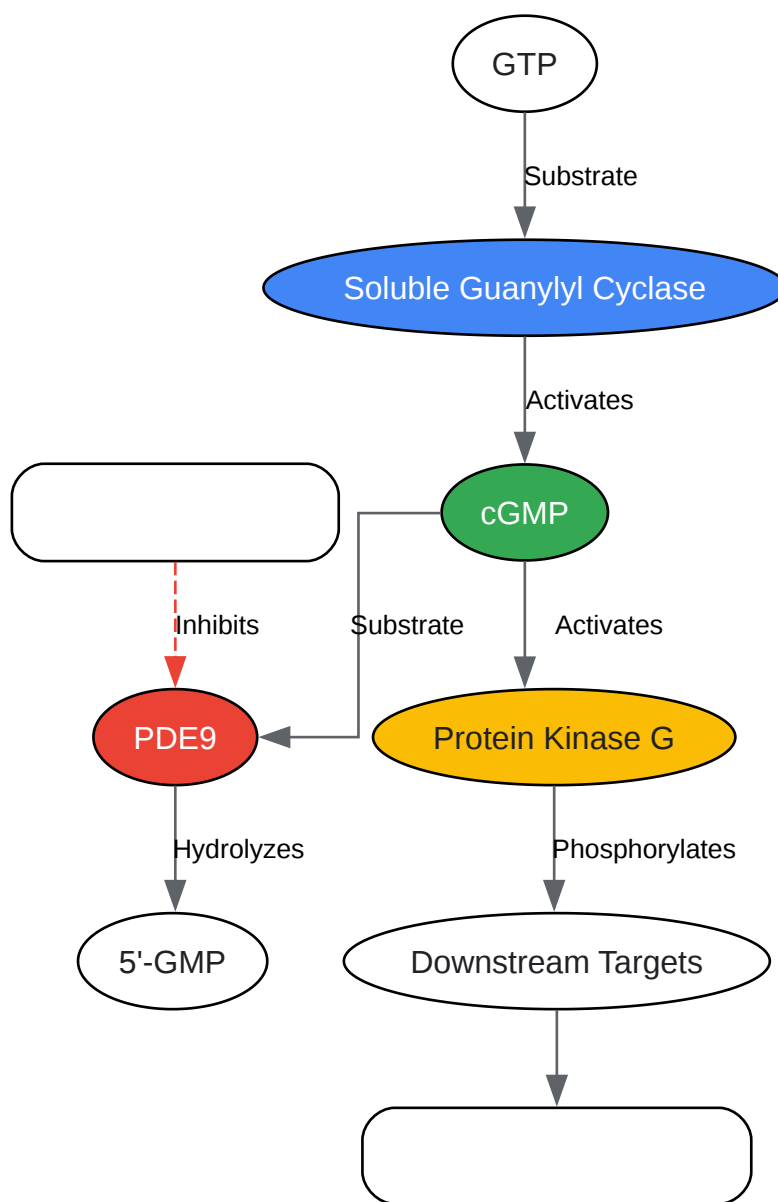 GTP
Substrate
Soluble Guanylyl Cyclase
Activates
cGMP
Inhibits
Substrate
Activates
PDE9
Protein Kinase G
Hydrolyzes
Phosphorylates
5'-GMP
Downstream Targets